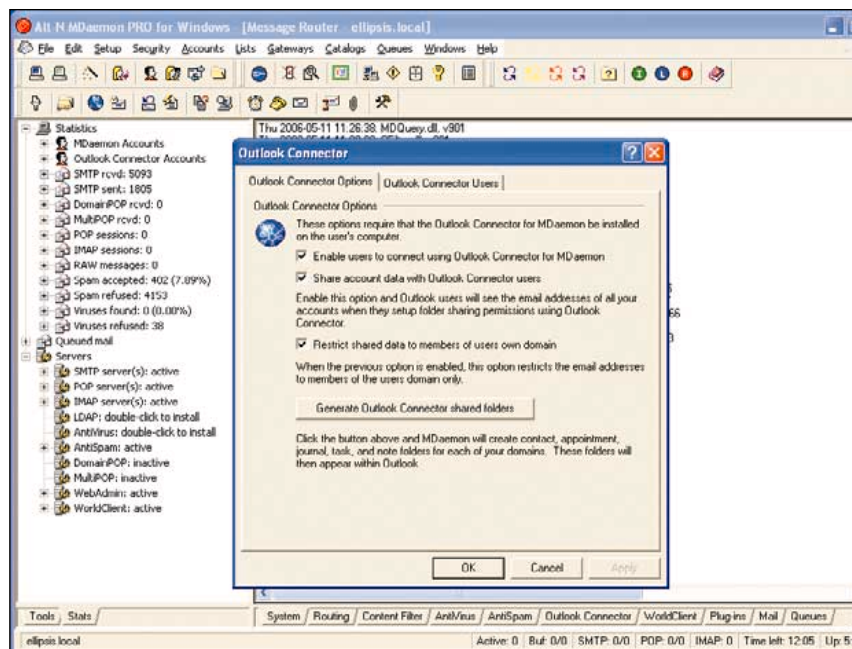 Alt-N MDaemon PRO for Windows - [Message Router - ellipsis.local]
File Edit Setup Security Accounts Lists Gateways Catalogs Queues Windows Help
Statistics
MDaemon Accounts
Outlook Connector Accounts
SMTP rcvd: 5093
SMTP sent: 1805
DomainPOP rcvd: 0
MultiPOP rcvd: 0
POP sessions: 0
IMAP sessions: 0
RAW messages: 0
Spam accepted: 402 (7.89%)
Spam refused: 4153
Viruses found: 0 (0.00%)
Viruses refused: 38
Queued mail
Servers
SMTP server(s): active
POP server(s): active
IMAP server(s): active
LDAP: double-click to install
AntiVirus: double-click to install
AntiSpam: active
DomainPOP: inactive
MultiPOP: inactive
WebAdmin: active
WorldClient: active
Tools Stats
Thu 2006-05-11 11:26:38: MDQuery.dll, v901
Outlook Connector
Outlook Connector Options Outlook Connector Users
Outlook Connector Options
These options require that the Outlook Connector for MDaemon be installed
on the user's computer.
Enable users to connect using Outlook Connector for MDaemon
Share account data with Outlook Connector users
Enable this option and Outlook users will see the email addresses of all your
accounts when they setup folder sharing permissions using Outlook
Connector.
Restrict shared data to members of users own domain
When the previous option is enabled, this option restricts the email addresses
to members of the users domain only.
Generate Outlook Connector shared folders
Click the button above and MDaemon will create contact, appointment,
journal, task, and note folders for each of your domains. These folders will
then appear within Outlook
OK Cancel Apply
66
3
System Routing Content Filter AntiVirus AntiSpam Outlook Connector WorldClient Plug-ins Mail Queues
ellipsis.local
Active: 0 Buf: 0/0 SMTP: 0/0 POP: 0/0 IMAP: 0 Time left: 12:05 Up: 5: